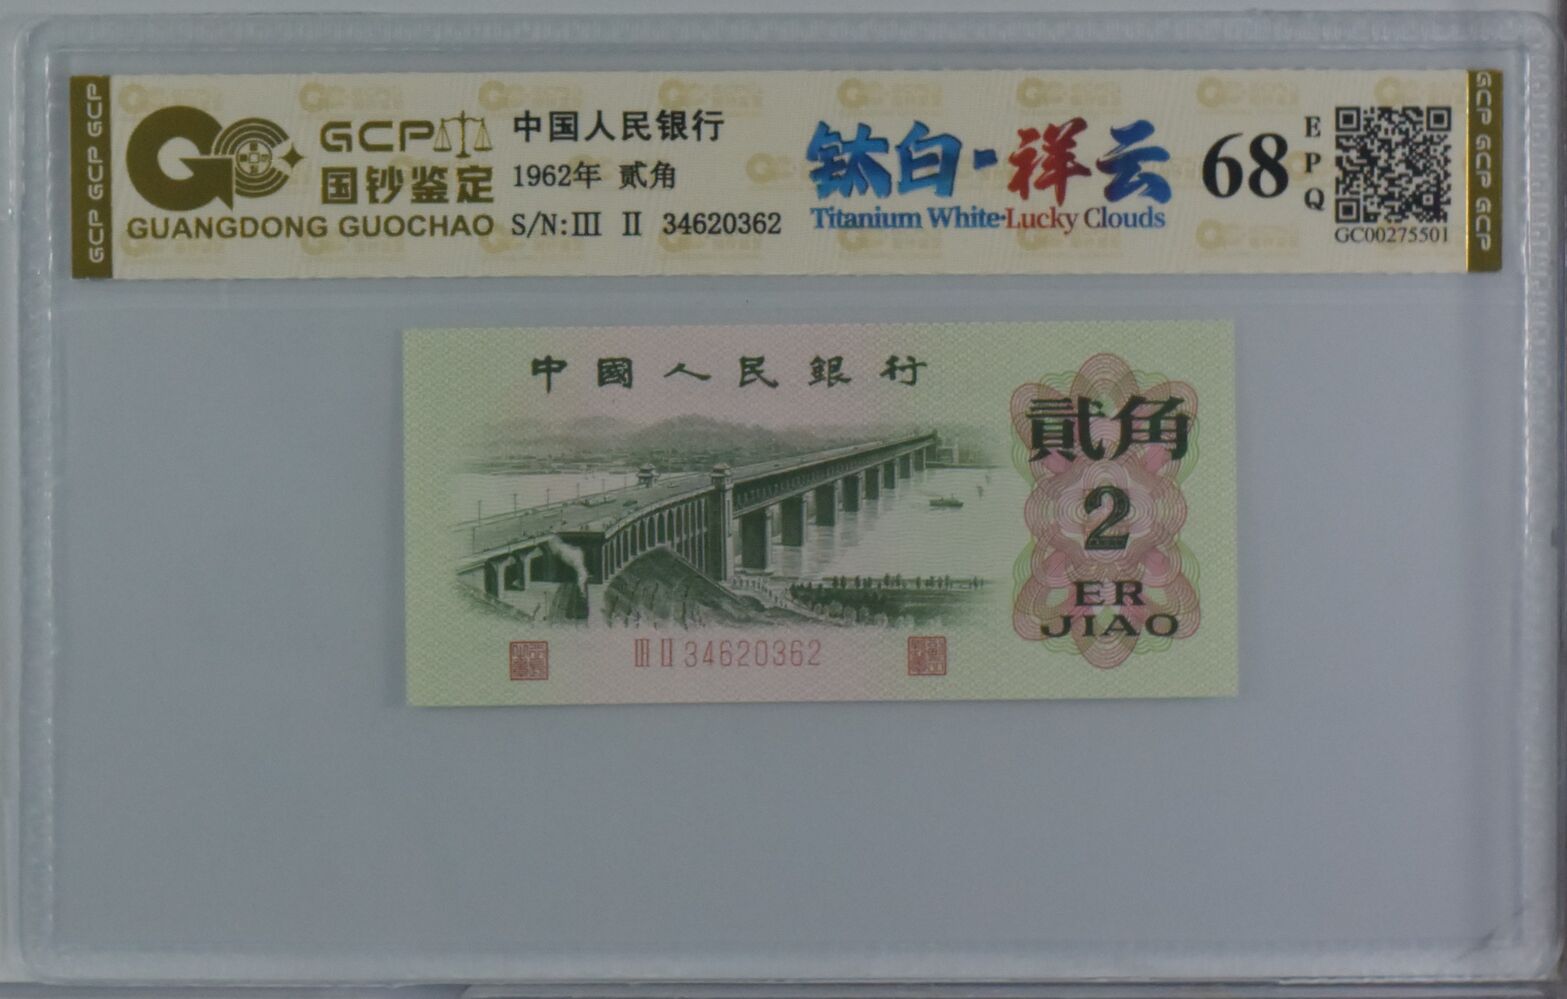 GCP GCP GCP
GCP
国钞鉴定
GUANGDONG GUOCHAO
中国人民银行
1962年 贰角
S/N:III II 34620362
钛白·祥云
Titanium White·Lucky Clouds
68
EPQ
GC00275501
GCP GCP GCP
中國人民銀行
貳角
2
ER
JIAO
III II 34620362